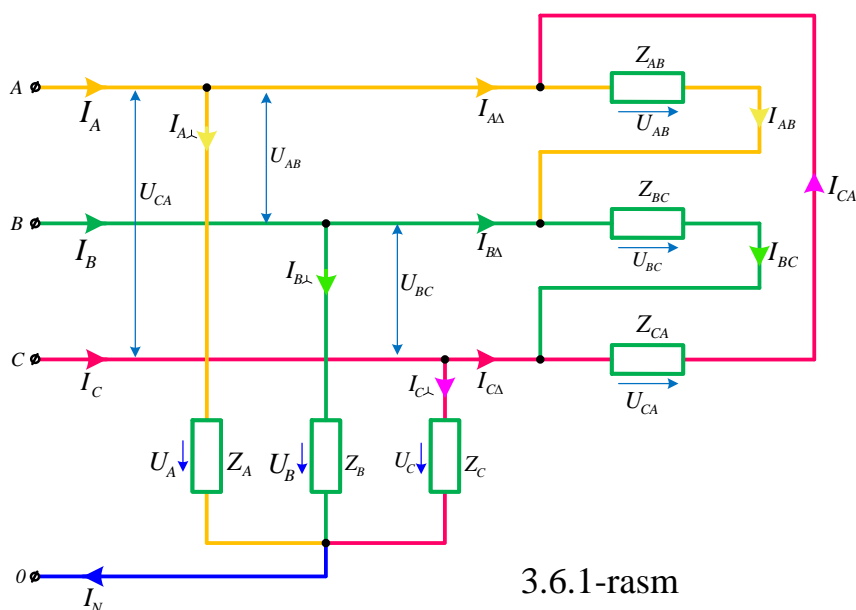 Z_AB
A
I_A
I_A⅄
U_AB
I_AΔ
U_AB
I_AB
U_CA
Z_BC
I_CA
B
I_B
I_BΔ
U_BC
I_BC
I_B⅄
U_BC
Z_CA
C
I_C
I_C⅄
I_CΔ
U_CA
U_A
Z_A
U_B
Z_B
U_C
Z_C
0
I_N
3.6.1-rasm